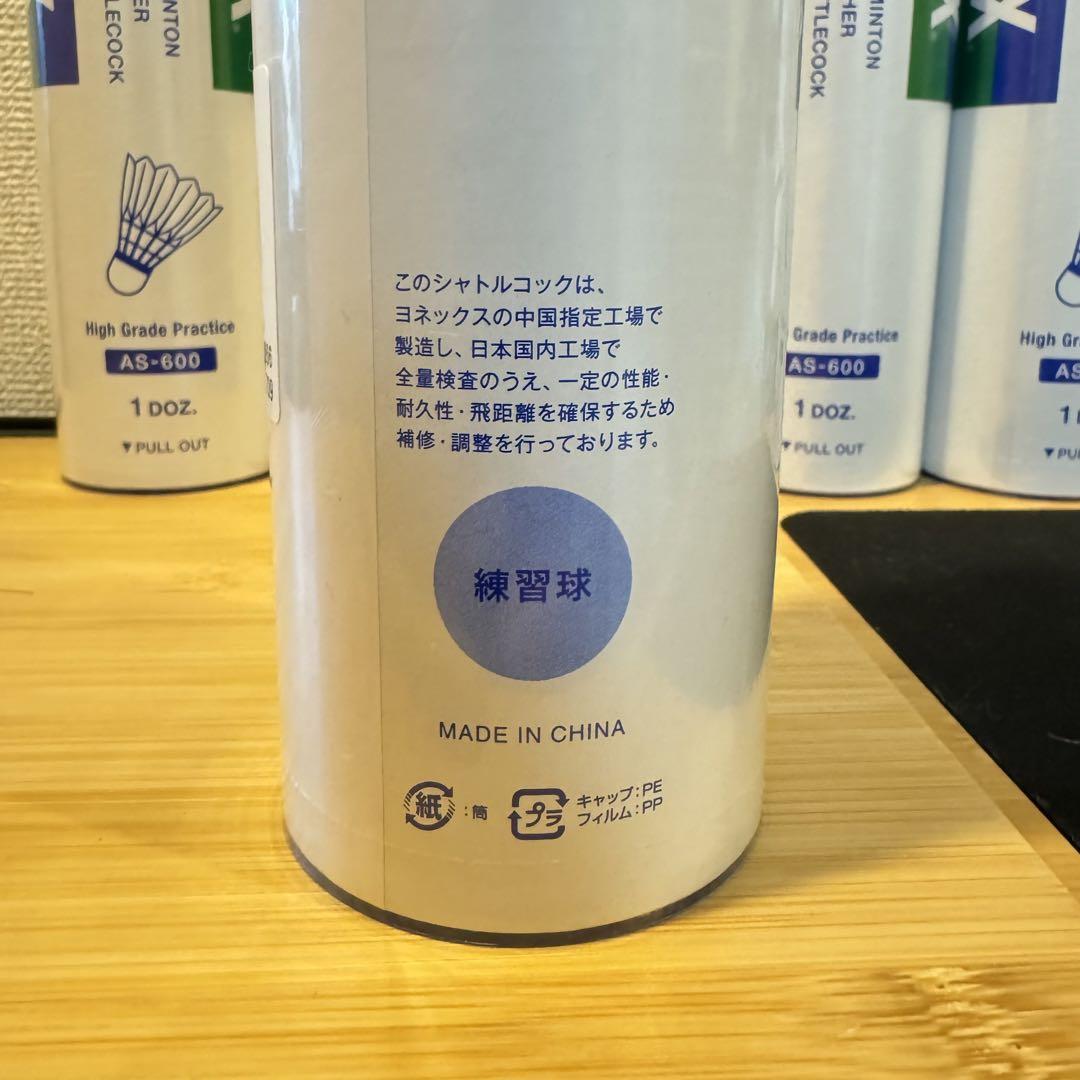 このシャトルコックは、
ヨネックスの中国指定工場で
製造し、日本国内工場で
全量検査のうえ、一定の性能・
耐久性・飛距離を確保するため
補修・調整を行っております。
練習球
MADE IN CHINA
紙:筒
プラ
キャップ:PE
フィルム:PP
High Grade Practice
AS-600
1 DOZ.
▼PULL OUT
Grade Practice
AS-600
1 DOZ.
▼PULL OUT
High